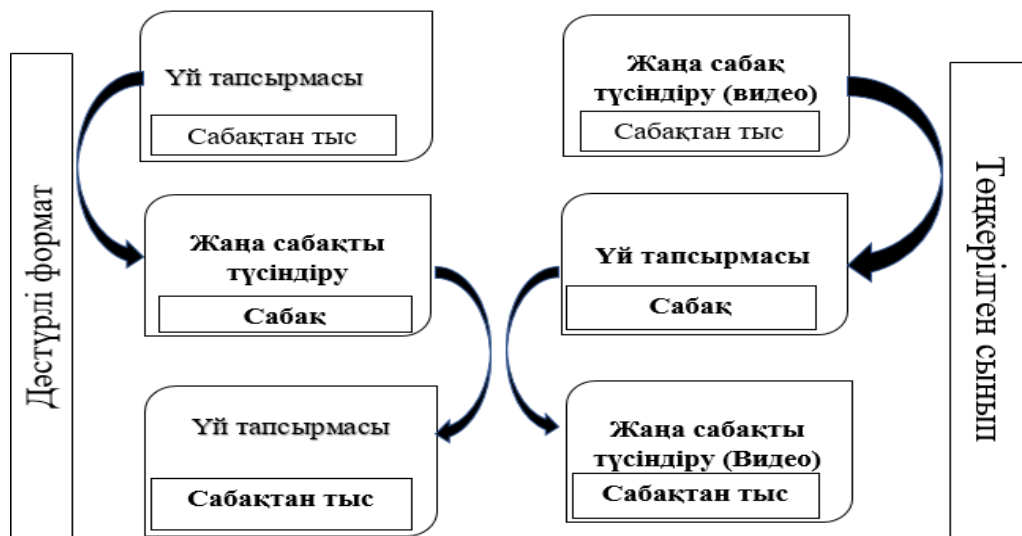 Дәстүрлі формат
Үй тапсырмасы
Сабақтан тыс
Жаңа сабақты
түсіндіру
Сабақ
Үй тапсырмасы
Сабақтан тыс
Жаңа сабақ
түсіндіру (видео)
Сабақтан тыс
Үй тапсырмасы
Сабақ
Жаңа сабақты
түсіндіру (Видео)
Сабақтан тыс
Төңкерілген сынып